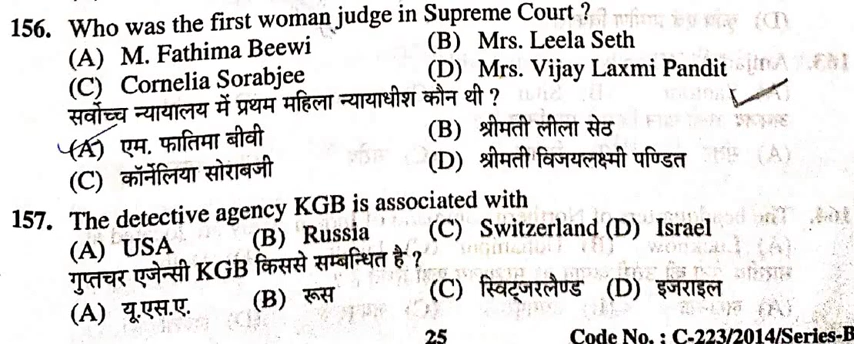 156. Who was the first woman judge in Supreme Court ?
(A) M. Fathima Beewi (B) Mrs. Leela Seth
(C) Cornelia Sorabjee (D) Mrs. Vijay Laxmi Pandit
सर्वोच्च न्यायालय में प्रथम महिला न्यायाधीश कौन थी ?
(A) एम. फातिमा बीवी (B) श्रीमती लीला सेठ
(C) कॉर्नेलिया सोराबजी (D) श्रीमती विजयलक्ष्मी पण्डित
157. The detective agency KGB is associated with
(A) USA (B) Russia (C) Switzerland (D) Israel
गुप्तचर एजेन्सी KGB किससे सम्बन्धित है ?
(A) यू.एस.ए. (B) रूस (C) स्विट्जरलैण्ड (D) इजराइल
25 Code No. : C-223/2014/Series-B